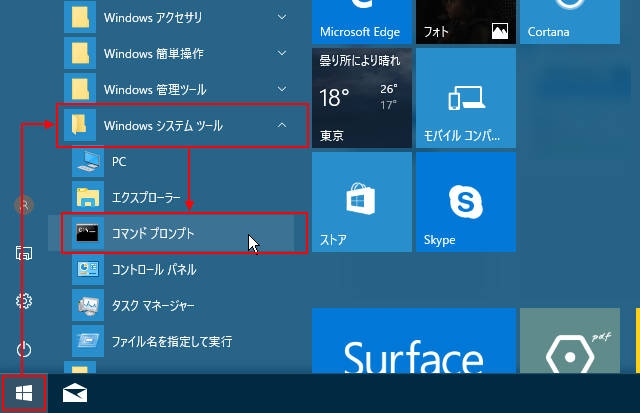 Windows アクセサリ
Windows 簡単操作
Windows 管理ツール
Windows システム ツール
PC
エクスプローラー
コマンド プロンプト
コントロール パネル
タスク マネージャー
ファイル名を指定して実行
Microsoft Edge
フォト
Cortana
曇り所により晴れ
18°
26°
17°
東京
モバイル コンパ...
ストア
Skype
Surface
pdf
R